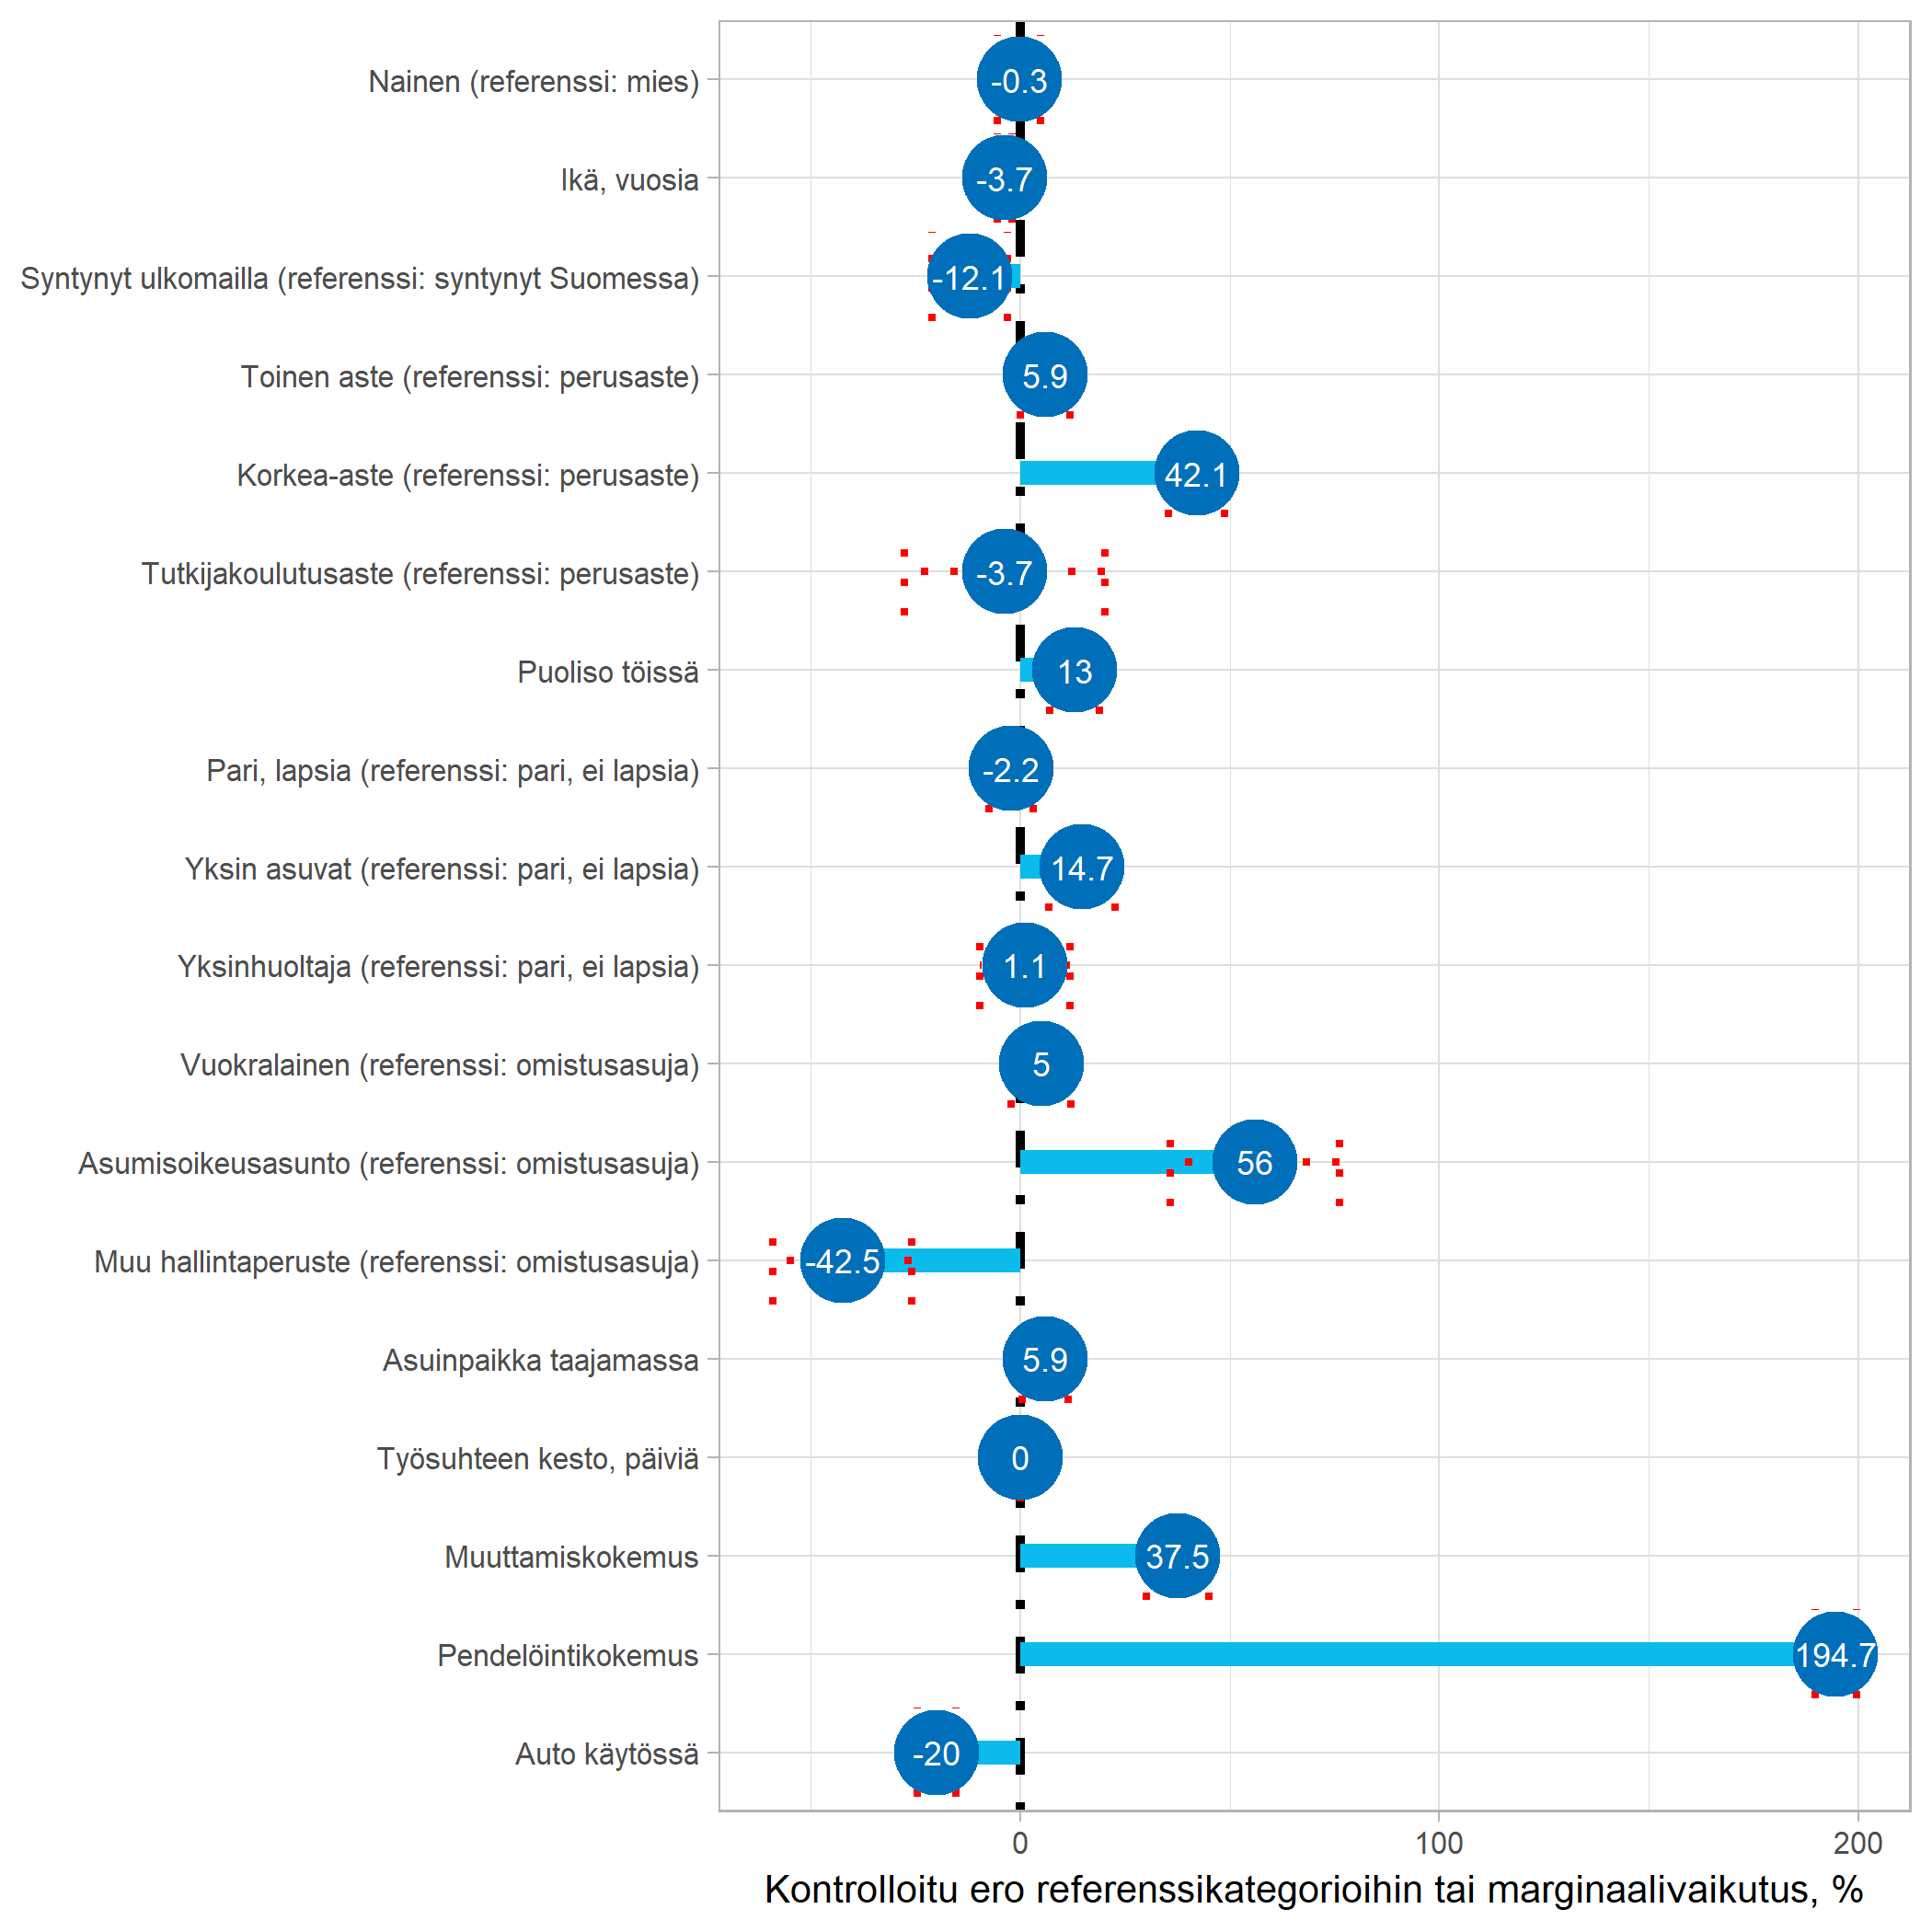 Nainen (referenssi: mies) -0.3
Ikä, vuosia -3.7
Syntynyt ulkomailla (referenssi: syntynyt Suomessa) -12.1
Toinen aste (referenssi: perusaste) 5.9
Korkea-aste (referenssi: perusaste) 42.1
Tutkijakoulutusaste (referenssi: perusaste) -3.7
Puoliso töissä 13
Pari, lapsia (referenssi: pari, ei lapsia) -2.2
Yksin asuvat (referenssi: pari, ei lapsia) 14.7
Yksinhuoltaja (referenssi: pari, ei lapsia) 1.1
Vuokralainen (referenssi: omistusasuja) 5
Asumisoikeusasunto (referenssi: omistusasuja) 56
Muu hallintaperuste (referenssi: omistusasuja) -42.5
Asuinpaikka taajamassa 5.9
Työsuhteen kesto, päiviä 0
Muuttamiskokemus 37.5
Pendelöintikokemus 194.7
Auto käytössä -20
0 100 200
Kontrolloitu ero referenssikategorioihin tai marginaalivaikutus, %